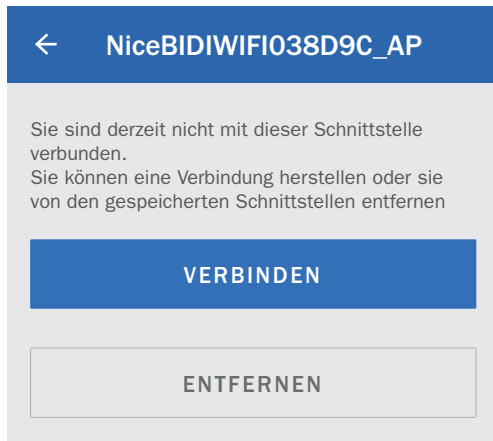 NiceBIDIWIFI038D9C_AP
Sie sind derzeit nicht mit dieser Schnittstelle
verbunden.
Sie können eine Verbindung herstellen oder sie
von den gespeicherten Schnittstellen entfernen
VERBINDEN
ENTFERNEN